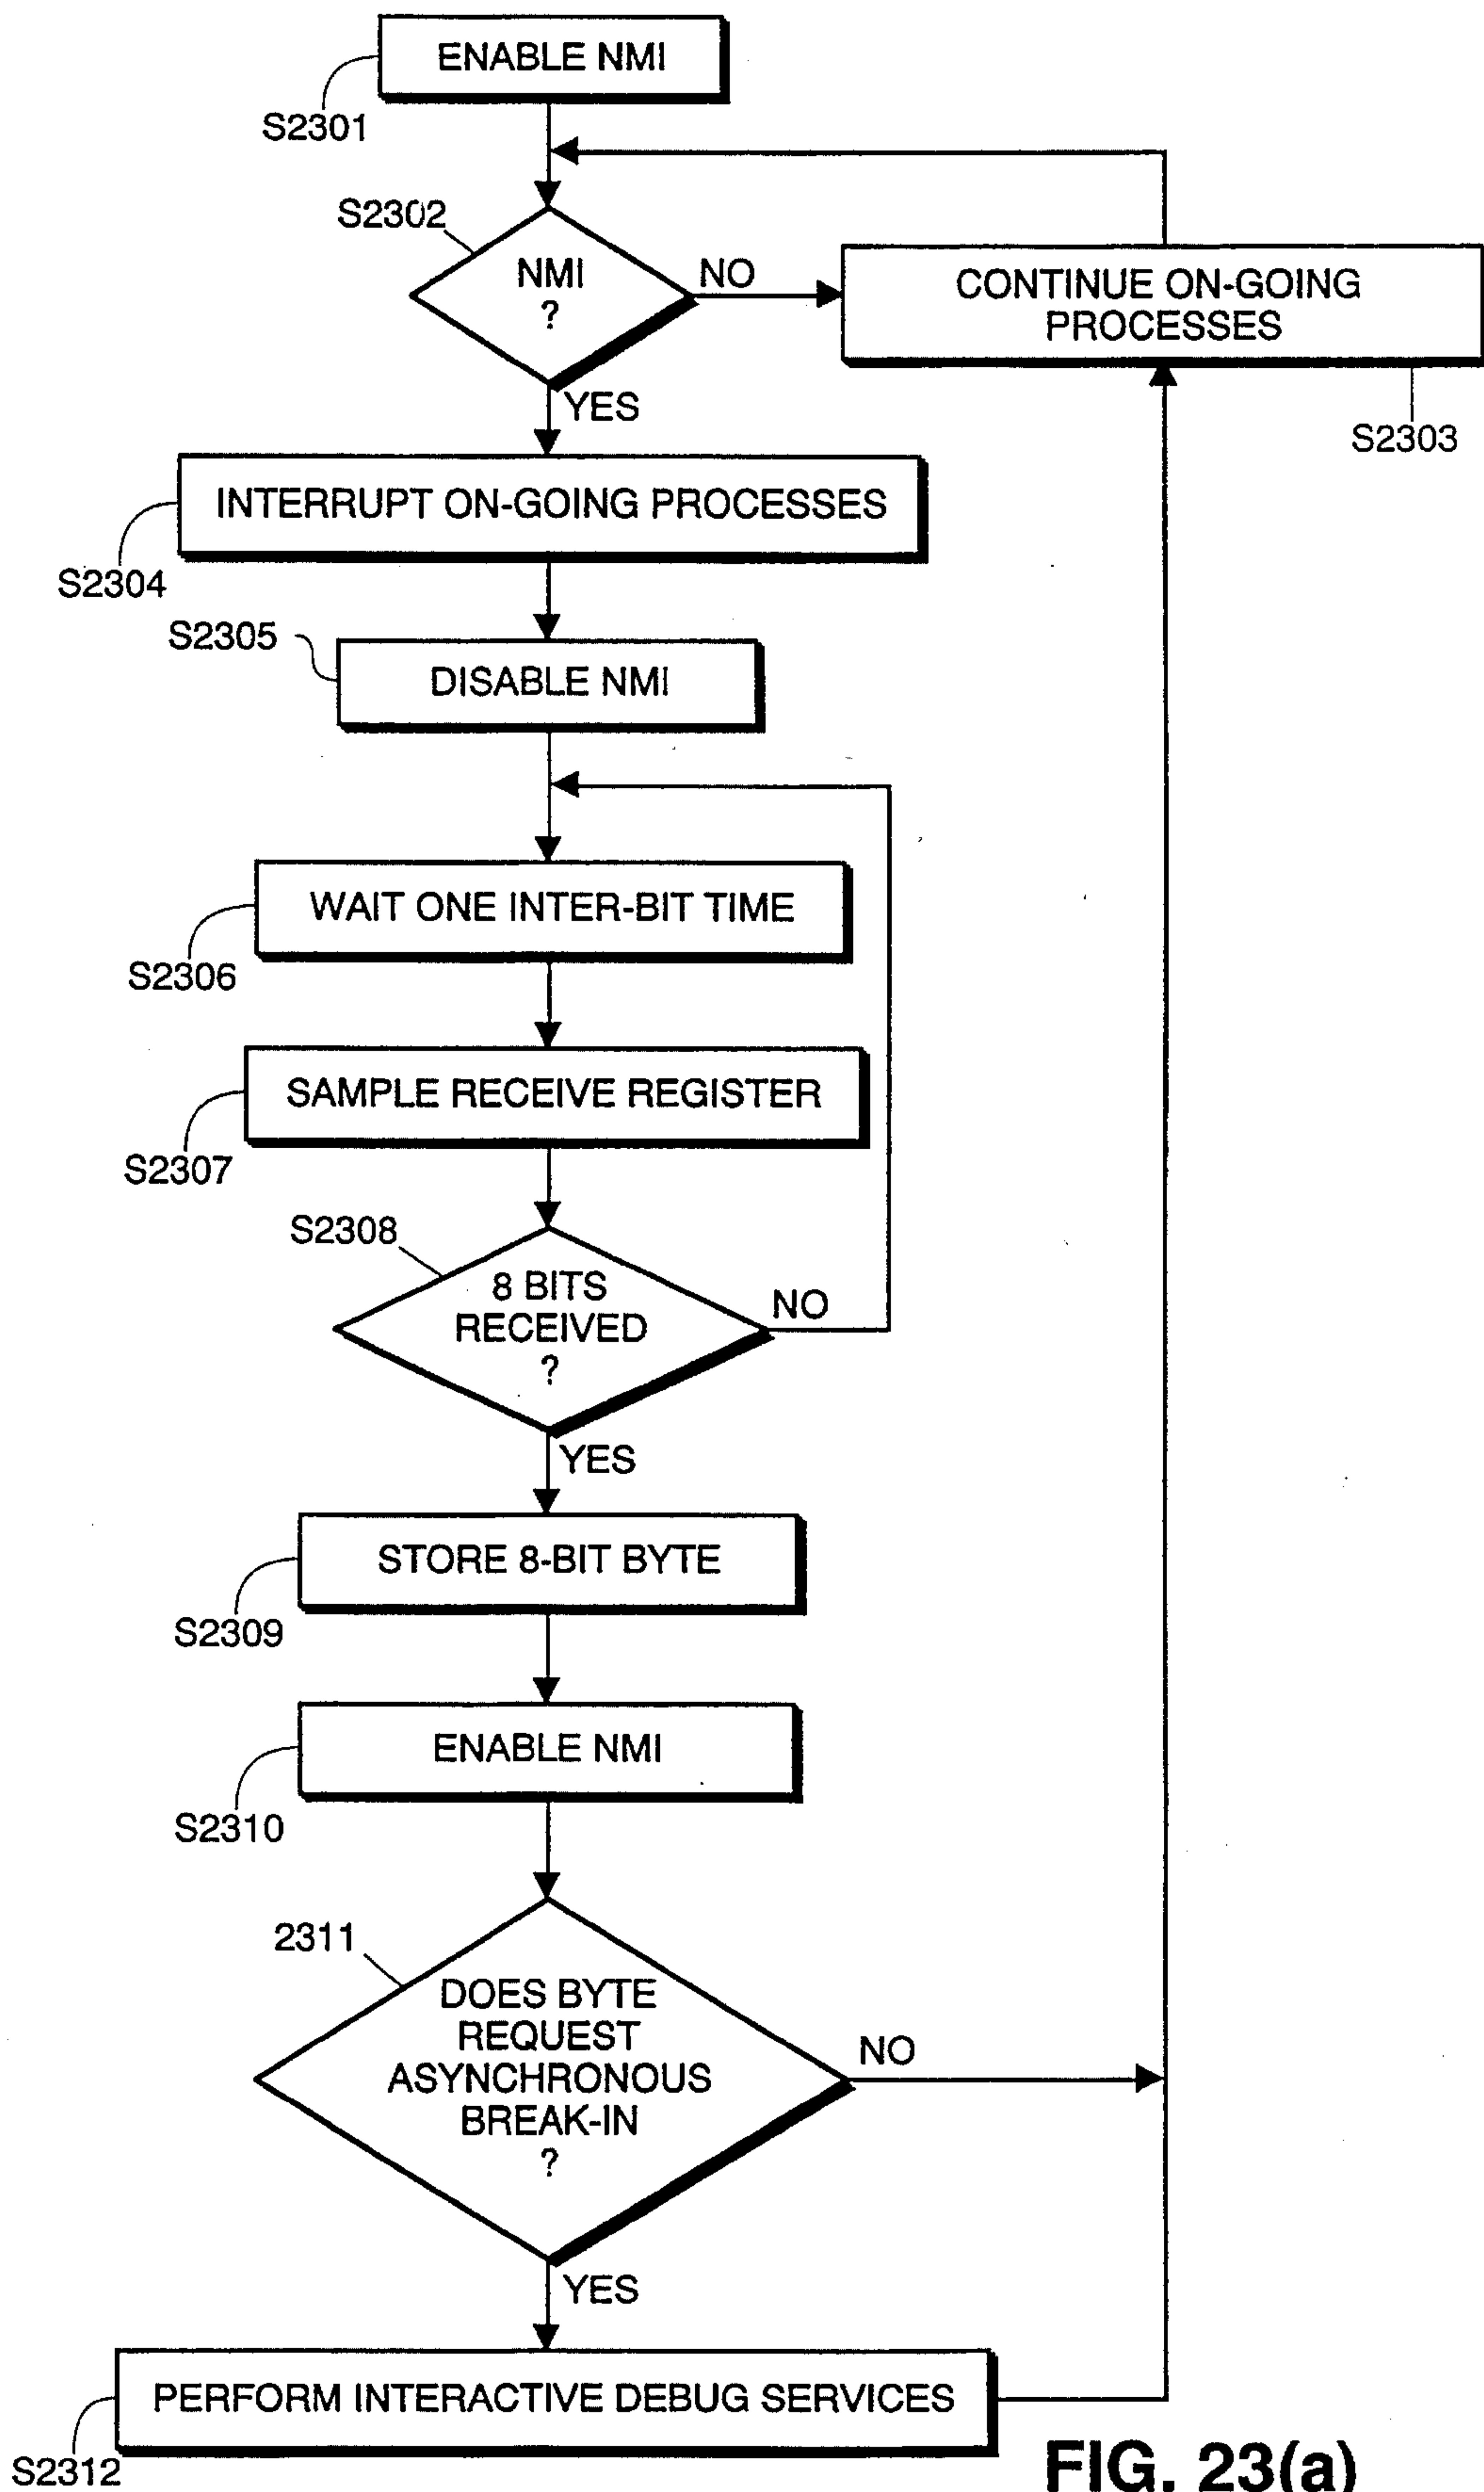 ENABLE NMI
S2301
S2302
NMI
?
NO
CONTINUE ON-GOING
PROCESSES
S2303
YES
INTERRUPT ON-GOING PROCESSES
S2304
S2305
DISABLE NMI
WAIT ONE INTER-BIT TIME
S2306
SAMPLE RECEIVE REGISTER
S2307
S2308
8 BITS
RECEIVED
?
NO
YES
STORE 8-BIT BYTE
S2309
ENABLE NMI
S2310
2311
DOES BYTE
REQUEST
ASYNCHRONOUS
BREAK-IN
?
NO
YES
PERFORM INTERACTIVE DEBUG SERVICES
S2312
FIG. 23(a)